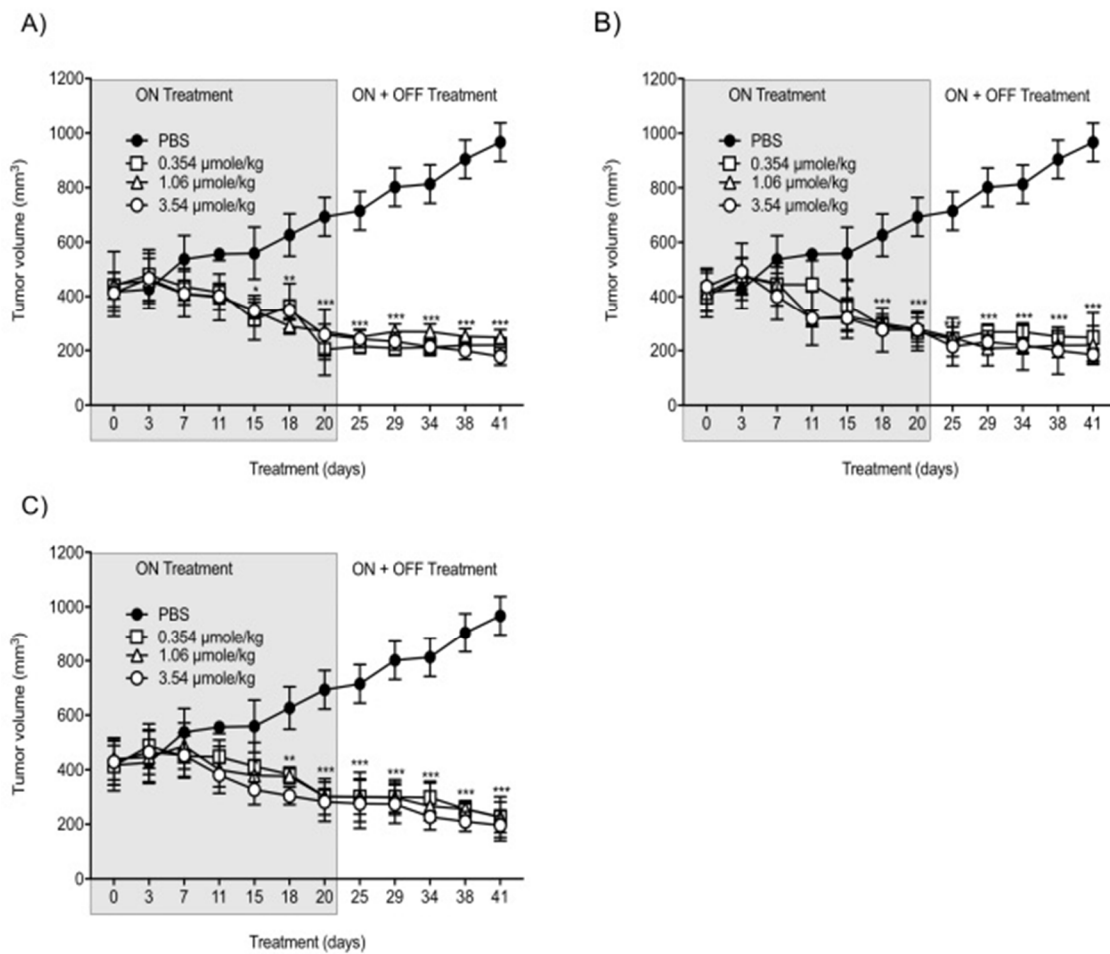 A)
1200
1000
800
600
400
200
0
Tumor volume (mm³)
ON Treatment
ON + OFF Treatment
PBS
0.354 µmole/kg
1.06 µmole/kg
3.54 µmole/kg
* ** *** *** *** *** *** ***
0 3 7 11 15 18 20 25 29 34 38 41
Treatment (days)
B)
1200
1000
800
600
400
200
0
Tumor volume (mm³)
ON Treatment
ON + OFF Treatment
PBS
0.354 µmole/kg
1.06 µmole/kg
3.54 µmole/kg
* *** *** *** *** *** *** ***
0 3 7 11 15 18 20 25 29 34 38 41
Treatment (days)
C)
1200
1000
800
600
400
200
0
Tumor volume (mm³)
ON Treatment
ON + OFF Treatment
PBS
0.354 µmole/kg
1.06 µmole/kg
3.54 µmole/kg
** *** *** *** *** *** ***
0 3 7 11 15 18 20 25 29 34 38 41
Treatment (days)